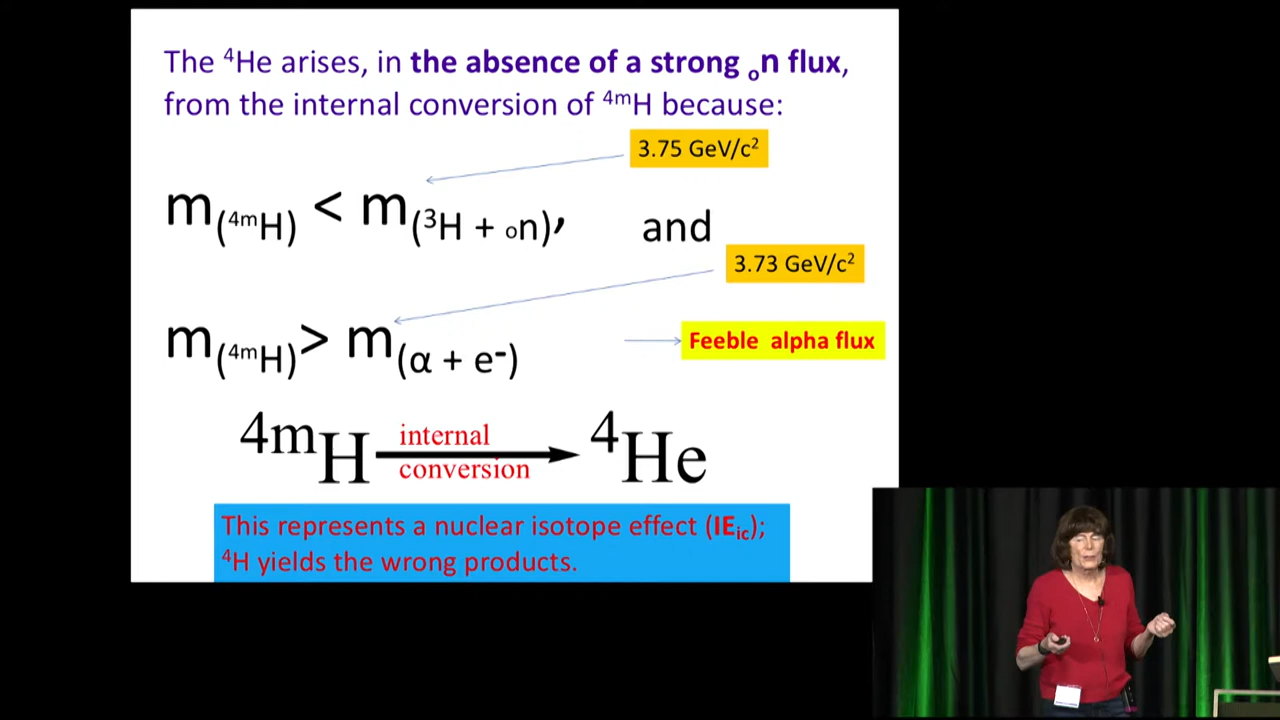 The ⁴He arises, in the absence of a strong ₒn flux,
from the internal conversion of ⁴ᵐH because:
3.75 GeV/c²
m(⁴ᵐH) < m(³H + ₒn),
and
3.73 GeV/c²
m(⁴ᵐH) > m(α + e⁻)
Feeble alpha flux
⁴ᵐH internal conversion ⁴He
This represents a nuclear isotope effect (IEic);
⁴H yields the wrong products.